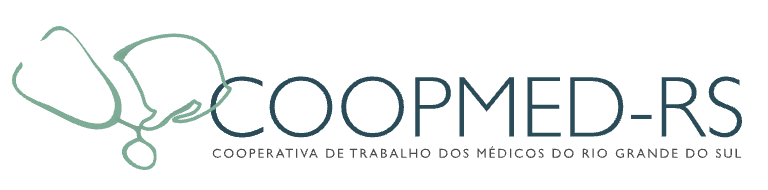 COOPMED-RS
COOPERATIVA DE TRABALHO DOS MÉDICOS DO RIO GRANDE DO SUL